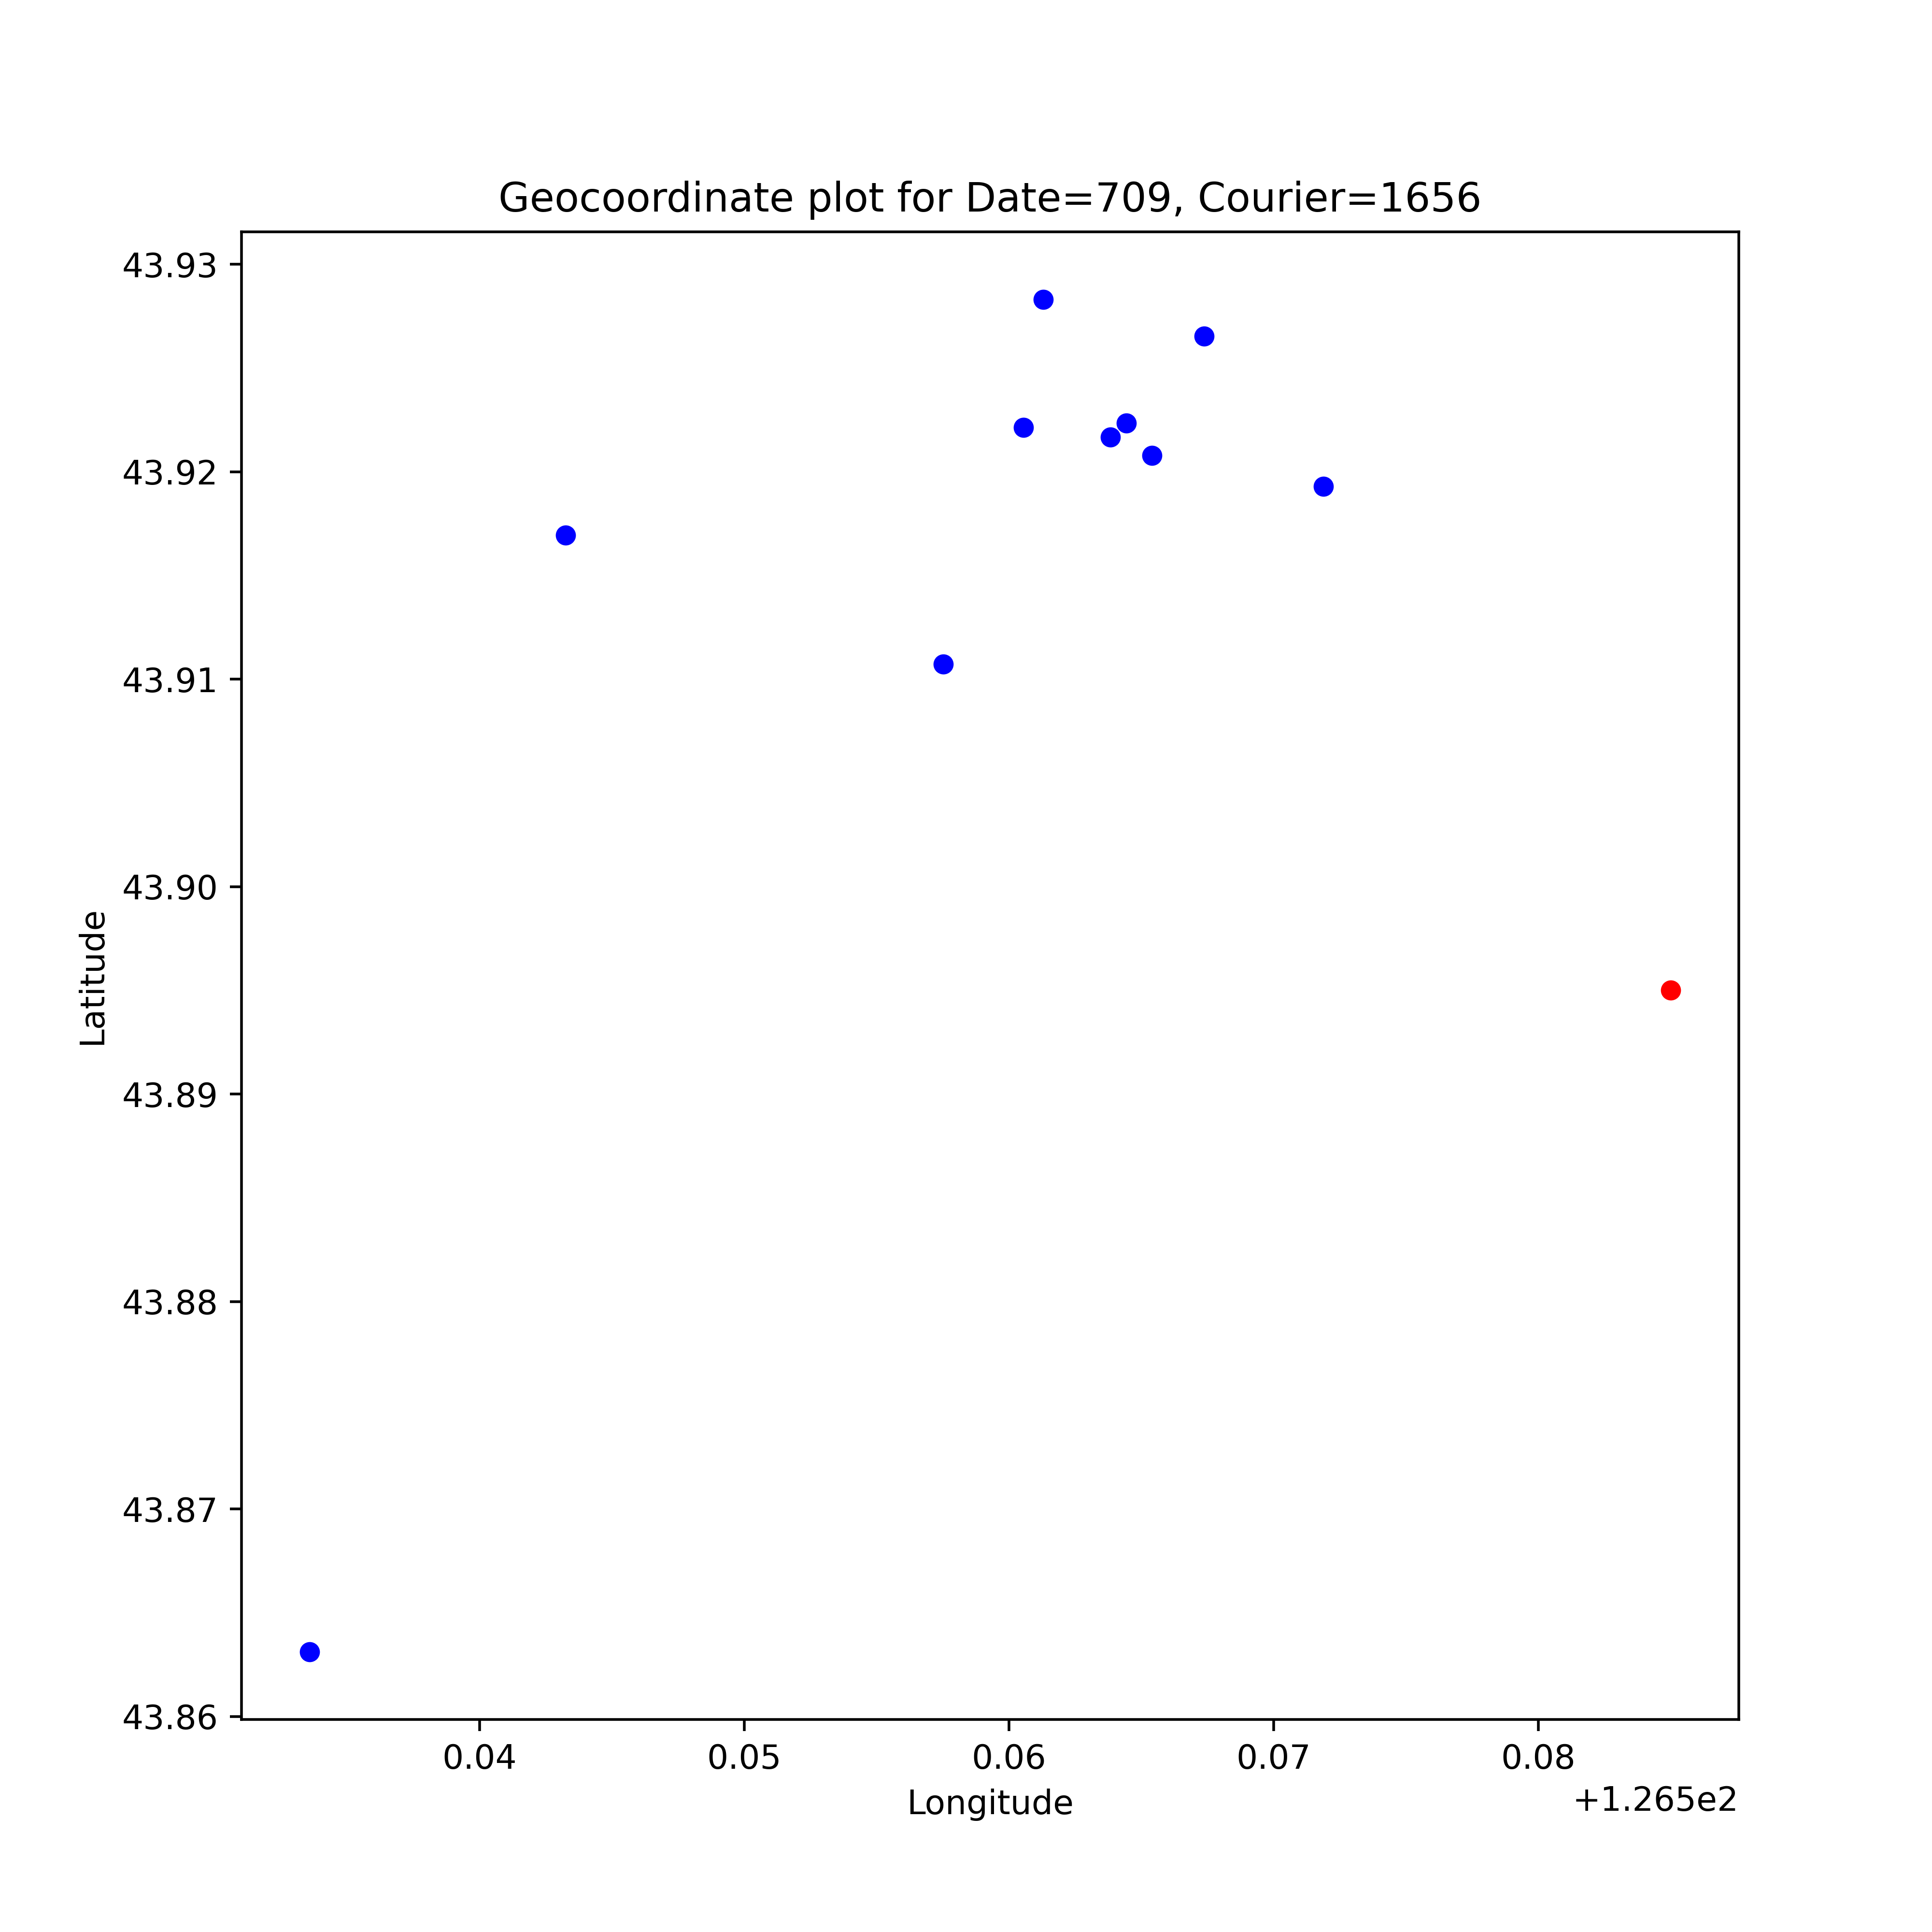 Geocoordinate plot for Date=709, Courier=1656
43.93
43.92
43.91
43.90
43.89
43.88
43.87
43.86
Latitude
0.04 0.05 0.06 0.07 0.08
+1.265e2
Longitude